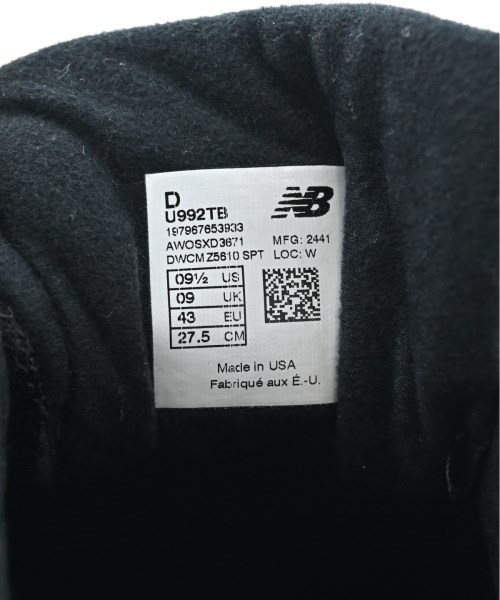 D
U992TB
NB
197967653933
AWOSXD3671 MFG: 2441
DWCM Z5610 SPT LOC: W
09½ US
09 UK
43 EU
27.5 CM
Made in USA
Fabriqué aux É.-U.